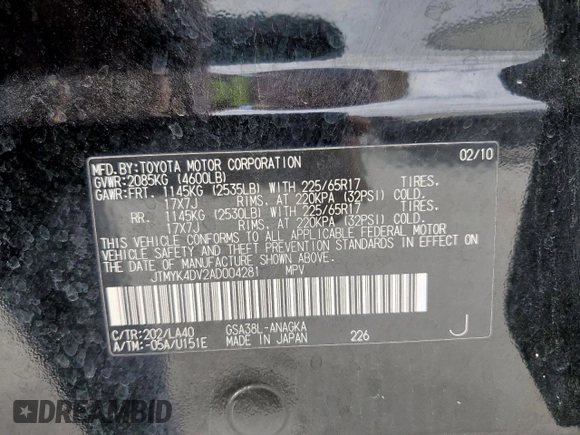 MFD.BY:TOYOTA MOTOR CORPORATION 02/10
GVWR:2085KG (4600LB)
GAWR:FRT. 1145KG (2535LB) WITH 225/65R17 TIRES.
17X7J RIMS. AT 220KPA (32PSI) COLD.
RR. 1145KG (2530LB) WITH 225/65R17 TIRES.
17X7J RIMS. AT 220KPA (32PSI) COLD.
THIS VEHICLE CONFORMS TO ALL APPLICABLE FEDERAL MOTOR
VEHICLE SAFETY AND THEFT PREVENTION STANDARDS IN EFFECT
ON THE DATE OF MANUFACTURE SHOWN ABOVE.
JTMYK4DV2AD004281 MPV
C/TR:202/LA40 GSA38L-ANAGKA
A/TM:-05A/U151E MADE IN JAPAN 226 J
DREAMBID